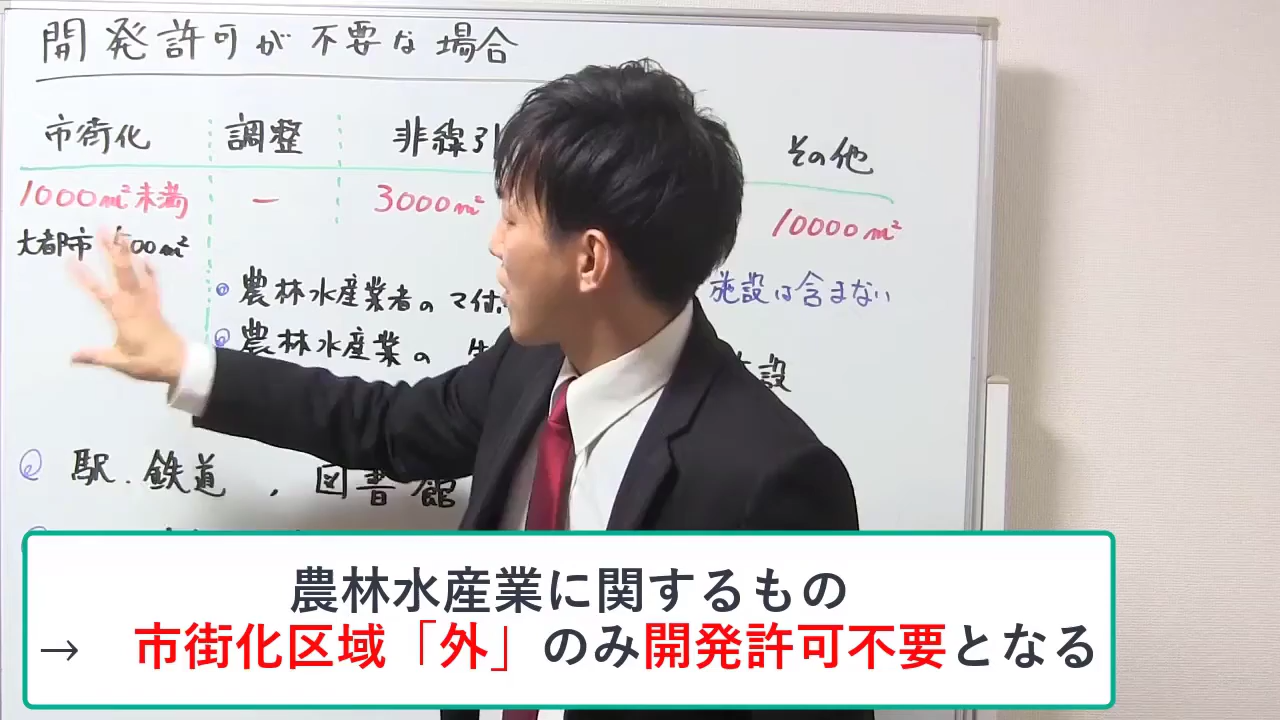 開発許可が不要な場合
市街化 調整 非線引 その他
1000㎡未満 ー 3000㎡ 10000㎡
大都市 500㎡
農林水産業者の 施設は含まない
農林水産業の 設
駅・鉄道, 図書館
農林水産業に関するもの
→ 市街化区域「外」のみ開発許可不要となる